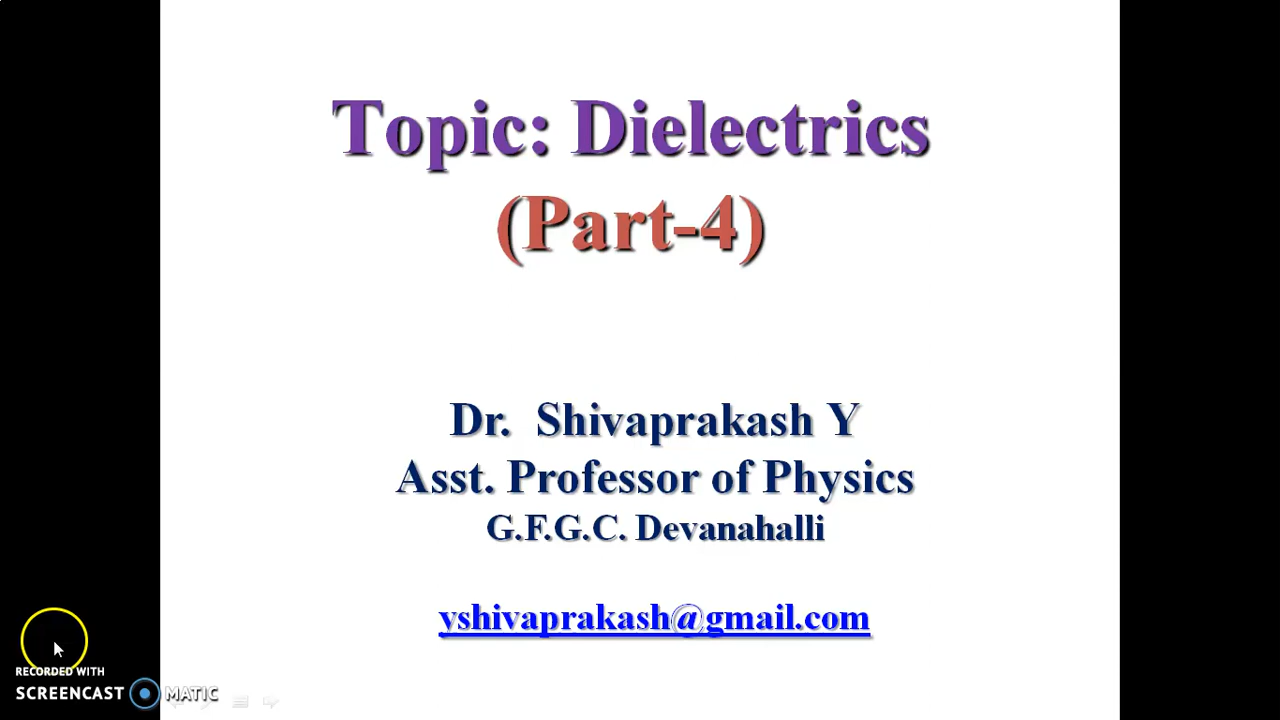 Topic: Dielectrics
(Part-4)
Dr. Shivaprakash Y
Asst. Professor of Physics
G.F.G.C. Devanahalli
yshivaprakash@gmail.com
RECORDED WITH
SCREENCAST MATIC